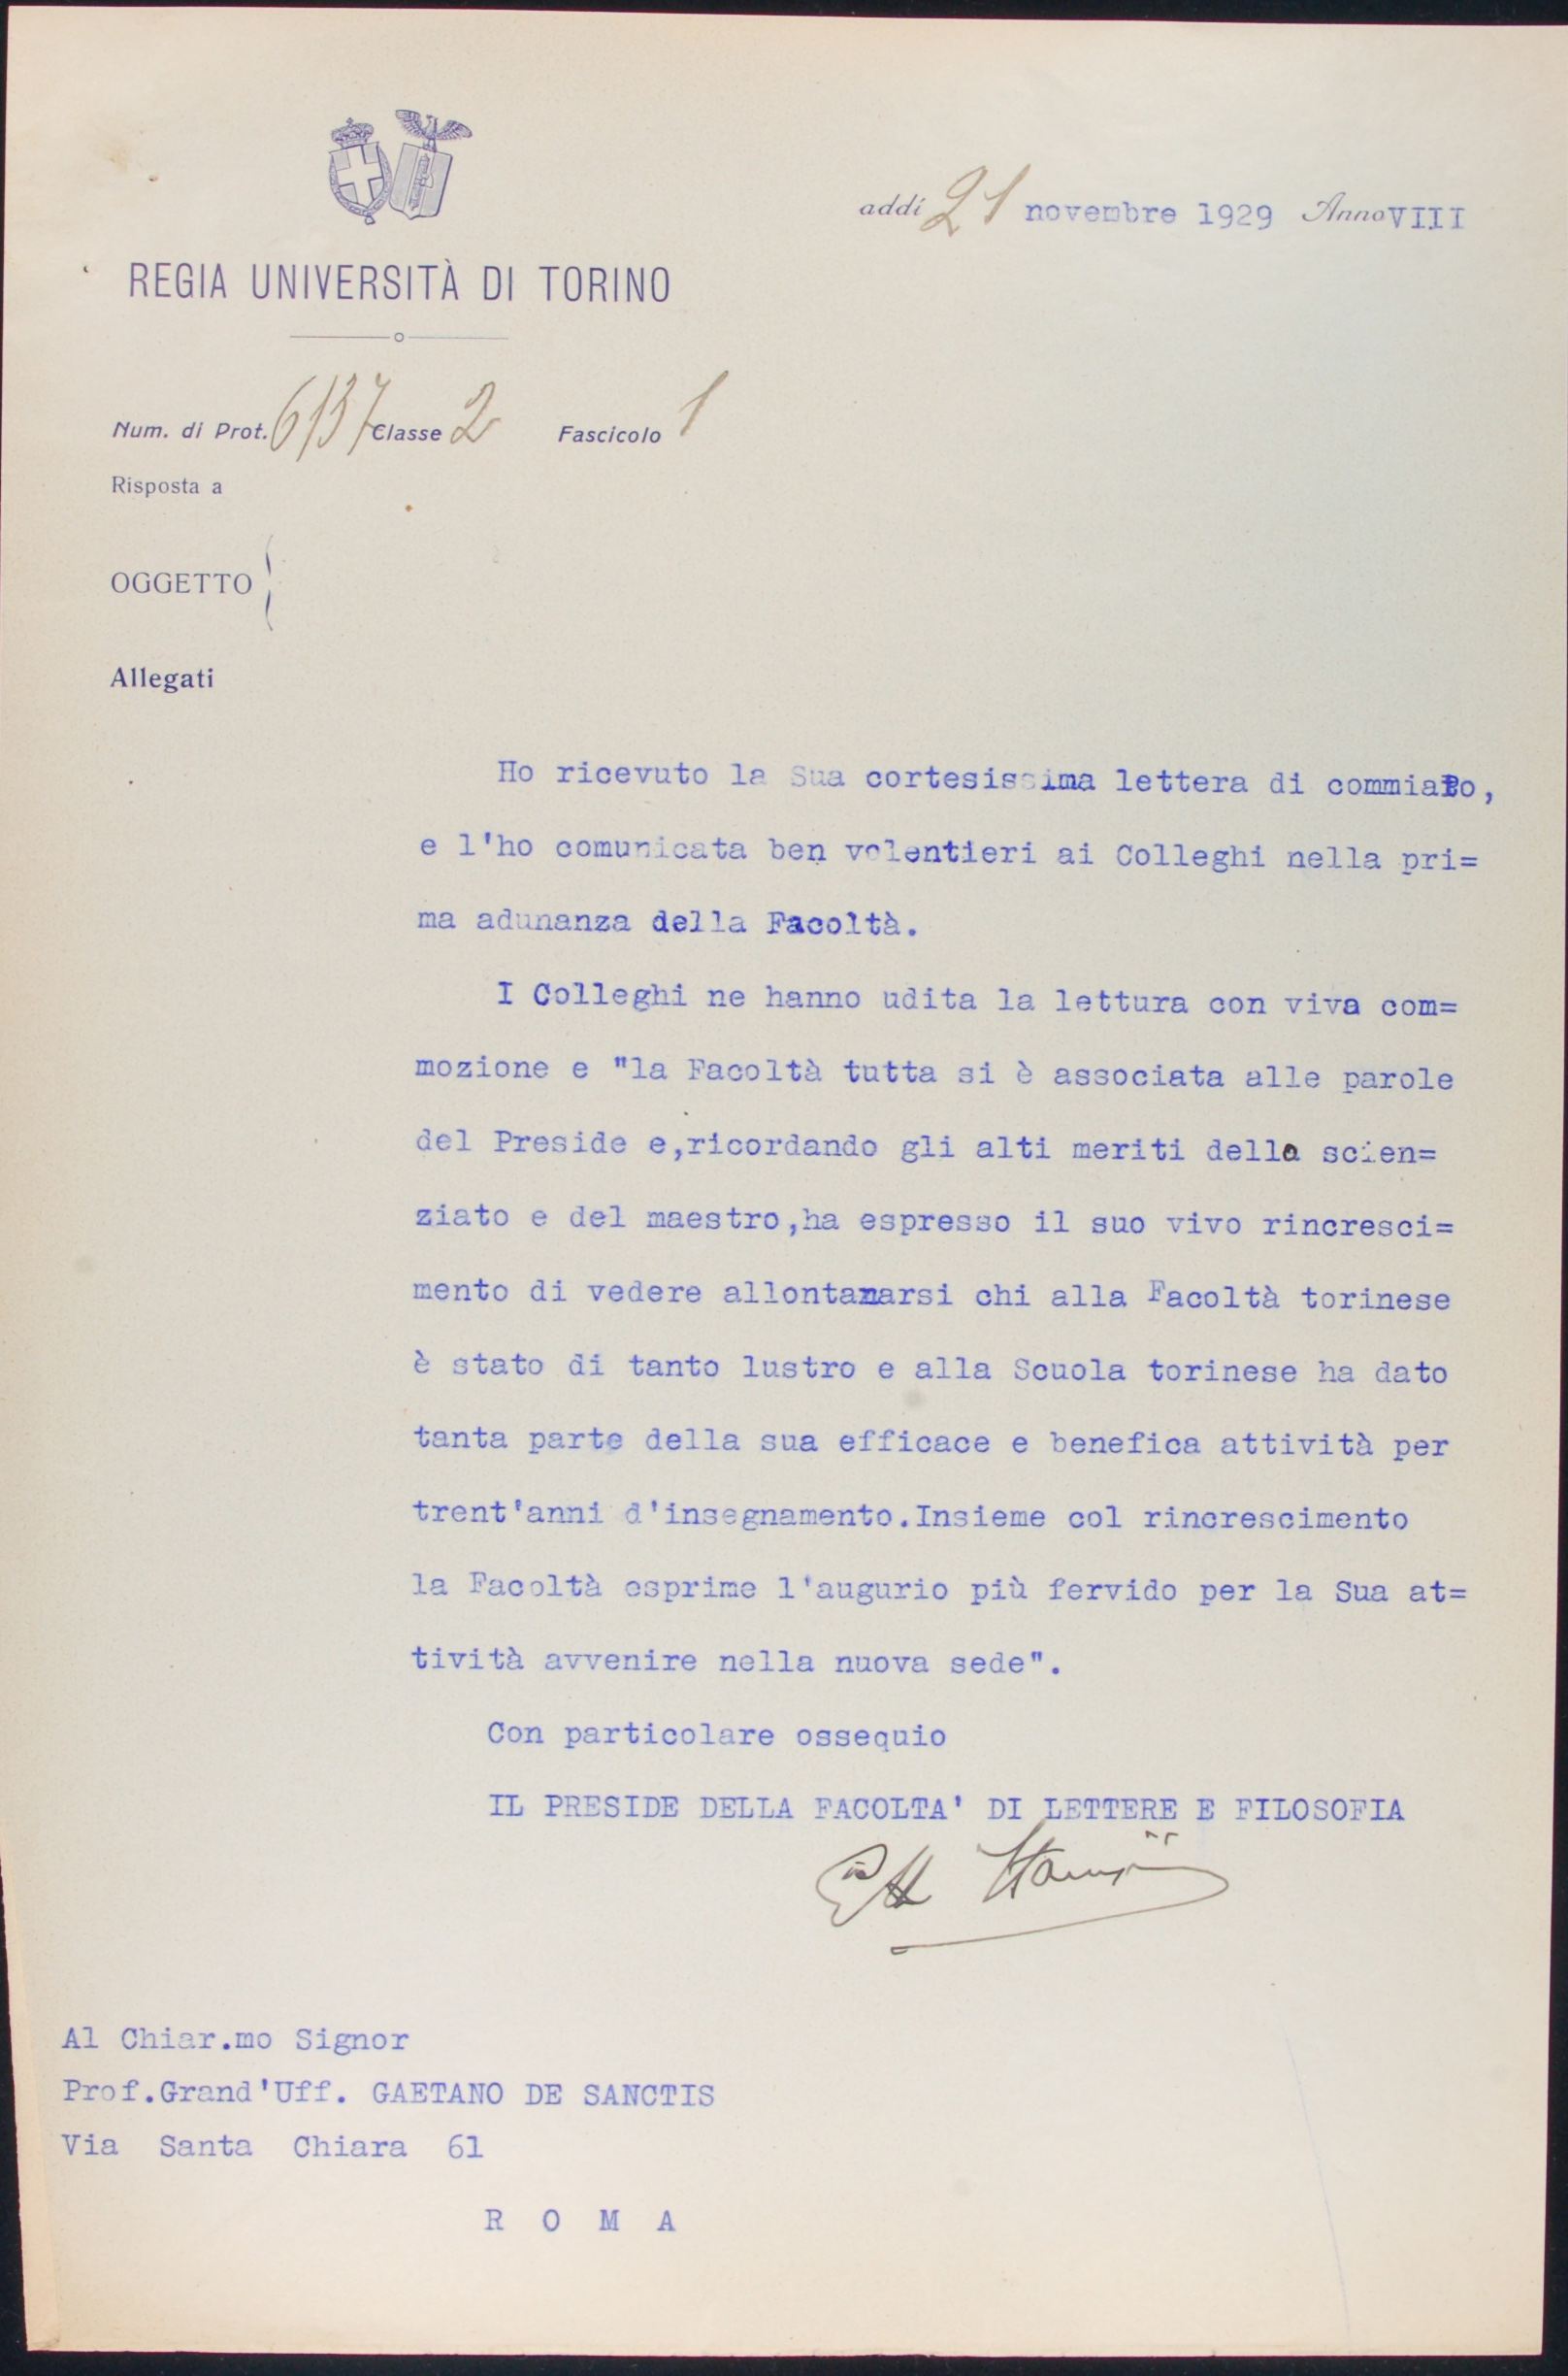 addì 21 novembre 1929 Anno VIII
REGIA UNIVERSITÀ DI TORINO
Num. di Prot. 6137 Classe 2 Fascicolo 1
Risposta a
OGGETTO
Allegati
Ho ricevuto la Sua cortesissima lettera di commiato,
e l'ho comunicata ben volentieri ai Colleghi nella pri=
ma adunanza della Facoltà.
I Colleghi ne hanno udita la lettura con viva com=
mozione e "la Facoltà tutta si è associata alle parole
del Preside e,ricordando gli alti meriti dello scien=
ziato e del maestro,ha espresso il suo vivo rincresci=
mento di vedere allontanarsi chi alla Facoltà torinese
è stato di tanto lustro e alla Scuola torinese ha dato
tanta parte della sua efficace e benefica attività per
trent'anni d'insegnamento.Insieme col rincrescimento
la Facoltà esprime l'augurio più fervido per la Sua at=
tività avvenire nella nuova sede".
Con particolare ossequio
IL PRESIDE DELLA FACOLTA' DI LETTERE E FILOSOFIA
Al Chiar.mo Signor
Prof.Grand'Uff. GAETANO DE SANCTIS
Via Santa Chiara 61
R O M A